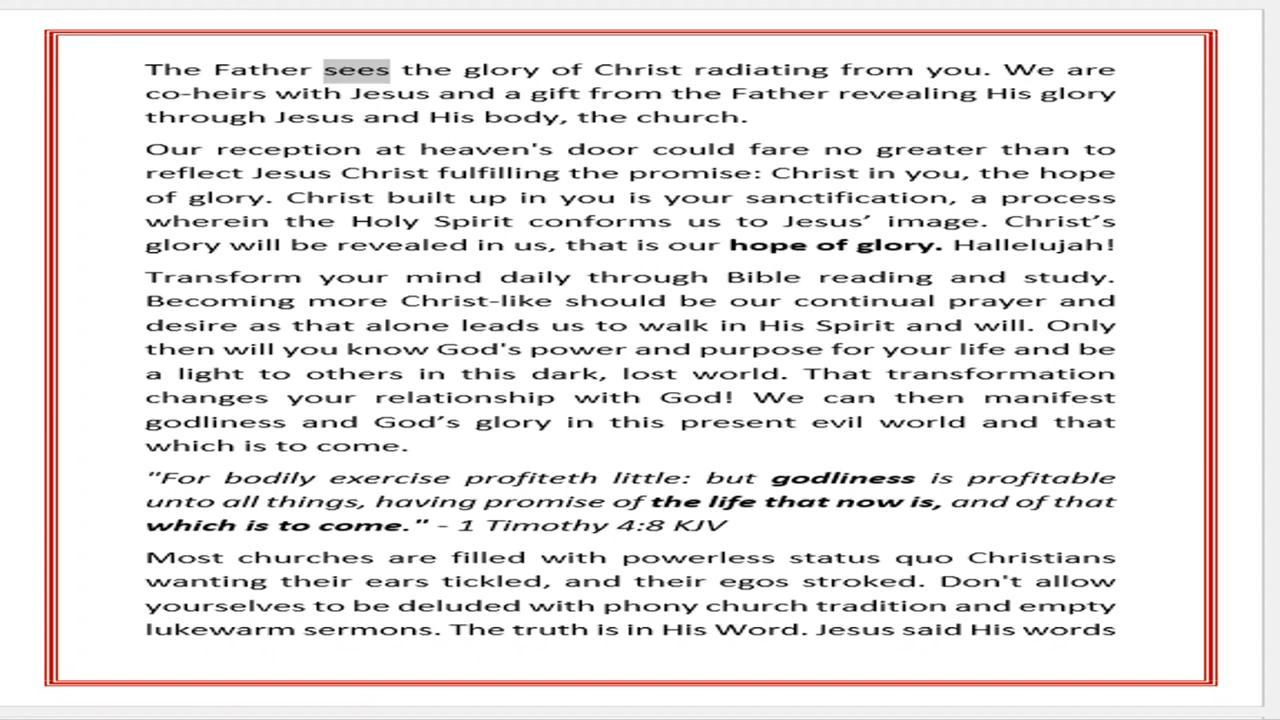 The Father sees the glory of Christ radiating from you. We are
co-heirs with Jesus and a gift from the Father revealing His glory
through Jesus and His body, the church.
Our reception at heaven's door could fare no greater than to
reflect Jesus Christ fulfilling the promise: Christ in you, the hope
of glory. Christ built up in you is your sanctification, a process
wherein the Holy Spirit conforms us to Jesus’ image. Christ’s
glory will be revealed in us, that is our hope of glory. Hallelujah!
Transform your mind daily through Bible reading and study.
Becoming more Christ-like should be our continual prayer and
desire as that alone leads us to walk in His Spirit and will. Only
then will you know God's power and purpose for your life and be
a light to others in this dark, lost world. That transformation
changes your relationship with God! We can then manifest
godliness and God’s glory in this present evil world and that
which is to come.
"For bodily exercise profiteth little: but godliness is profitable
unto all things, having promise of the life that now is, and of that
which is to come." - 1 Timothy 4:8 KJV
Most churches are filled with powerless status quo Christians
wanting their ears tickled, and their egos stroked. Don't allow
yourselves to be deluded with phony church tradition and empty
lukewarm sermons. The truth is in His Word. Jesus said His words